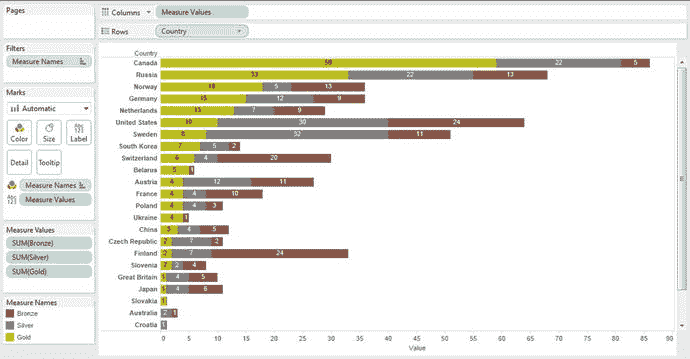 Pages
Columns
Measure Values
Rows
Country
Filters
Measure Names
Marks
Automatic
Color Size Label
Detail Tooltip
Measure Names
Measure Values
Measure Values
SUM(Bronze)
SUM(Silver)
SUM(Gold)
Measure Names
Bronze
Silver
Gold
Country
Canada 59 22 5
Russia 33 22 13
Norway 18 5 13
Germany 15 12 9
Netherlands 13 7 9
United States 10 30 24
Sweden 8 32 11
South Korea 7 5 2
Switzerland 6 4 20
Belarus 5 1
Austria 4 12 11
France 4 4 10
Poland 4 4 3
Ukraine 4 1
China 3 4 5
Czech Republic 2 7 2
Finland 2 7 24
Slovenia 2 2 4
Great Britain 1 4 5
Japan 1 4 6
Slovakia 1
Australia 2 1
Croatia 1
0 5 10 15 20 25 30 35 40 45 50 55 60 65 70 75 80 85 90
Value